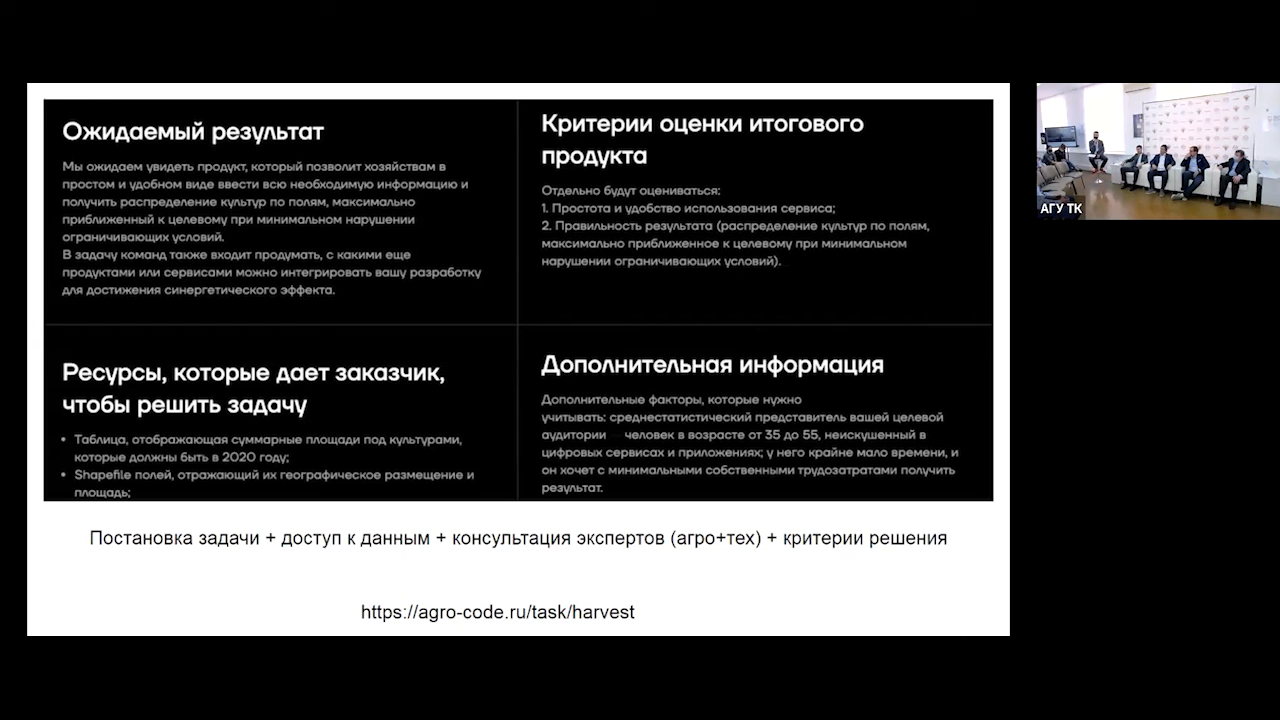 Ожидаемый результат
Мы ожидаем увидеть продукт, который позволит хозяйствам в
простом и удобном виде ввести всю необходимую информацию и
получить распределение культур по полям, максимально
приближенный к целевому при минимальном нарушении
ограничивающих условий.
В задачу команд также входит продумать, с какими еще
продуктами или сервисами можно интегрировать вашу разработку
для достижения синергетического эффекта.
Критерии оценки итогового
продукта
Отдельно будут оцениваться:
1. Простота и удобство использования сервиса;
2. Правильность результата (распределение культур по полям,
максимально приближенное к целевому при минимальном
нарушении ограничивающих условий).
Ресурсы, которые дает заказчик,
чтобы решить задачу
• Таблица, отображающая суммарные площади под культурами,
которые должны быть в 2020 году;
• Shapefile полей, отражающий их географическое размещение и
площадь;
Дополнительная информация
Дополнительные факторы, которые нужно
учитывать: среднестатистический представитель вашей целевой
аудитории — человек в возрасте от 35 до 55, неискушенный в
цифровых сервисах и приложениях; у него крайне мало времени, и
он хочет с минимальными собственными трудозатратами получить
результат.
Постановка задачи + доступ к данным + консультация экспертов (агро+тех) + критерии решения
https://agro-code.ru/task/harvest
АГУ ТК